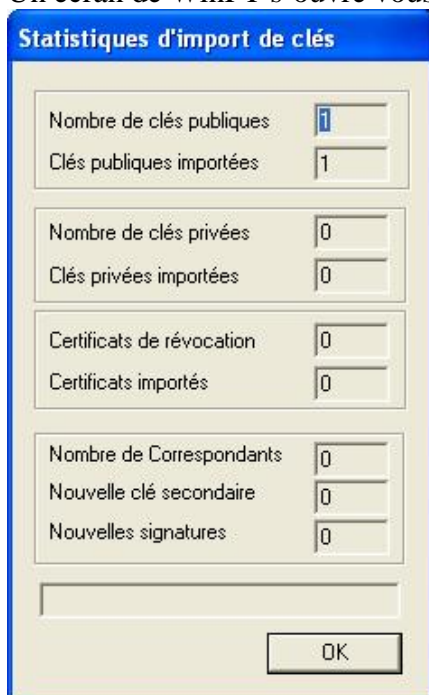 Statistiques d'import de clés
Nombre de clés publiques 1
Clés publiques importées 1
Nombre de clés privées 0
Clés privées importées 0
Certificats de révocation 0
Certificats importés 0
Nombre de Correspondants 0
Nouvelle clé secondaire 0
Nouvelles signatures 0
OK